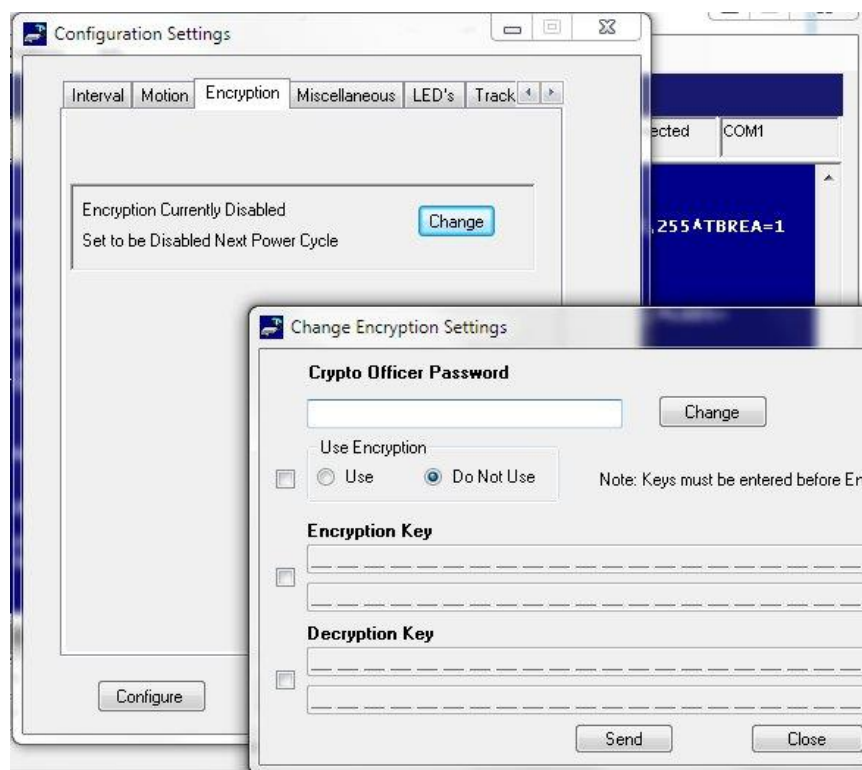 Configuration Settings
Interval Motion Encryption Miscellaneous LED's Track
ected COM1
Encryption Currently Disabled
Set to be Disabled Next Power Cycle
Change
,255^TBREA=1
Change Encryption Settings
Crypto Officer Password
Change
Use Encryption
Use Do Not Use
Note: Keys must be entered before En
Encryption Key
Decryption Key
Configure
Send Close